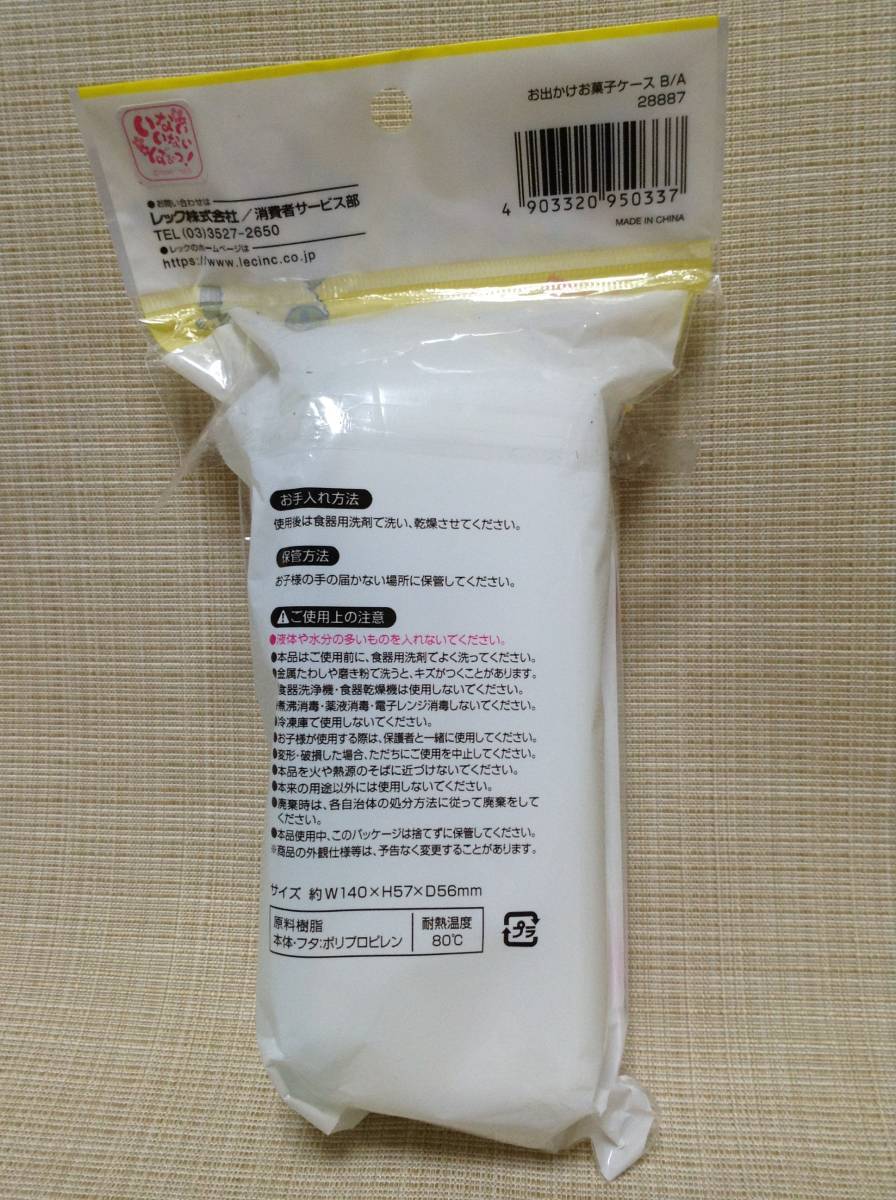 お出かけお菓子ケース B/A
28887
いない
いない
ばあっ!
4 903320 950337
MADE IN CHINA
●お問い合わせは
レック株式会社/消費者サービス部
TEL(03)3527-2650
●レックのホームページは
https://www.lecinc.co.jp
お手入れ方法
使用後は食器用洗剤で洗い、乾燥させてください。
保管方法
お子様の手の届かない場所に保管してください。
⚠ご使用上の注意
●液体や水分の多いものを入れないでください。
●本品はご使用前に、食器用洗剤でよく洗ってください。
●金属たわしや磨き粉で洗うと、キズがつくことがあります。
食器洗浄機・食器乾燥機は使用しないでください。
煮沸消毒・薬液消毒・電子レンジ消毒しないでください。
●冷凍庫で使用しないでください。
●お子様が使用する際は、保護者と一緒に使用してください。
●変形・破損した場合、ただちにご使用を中止してください。
●本品を火や熱源のそばに近づけないでください。
●本来の用途以外には使用しないでください。
●廃棄時は、各自治体の処分方法に従って廃棄をして
ください。
●本品使用中、このパッケージは捨てずに保管してください。
※商品の外観仕様等は、予告なく変更することがあります。
サイズ 約W140×H57×D56mm
原料樹脂
本体・フタ:ポリプロピレン
耐熱温度
80℃
プラ